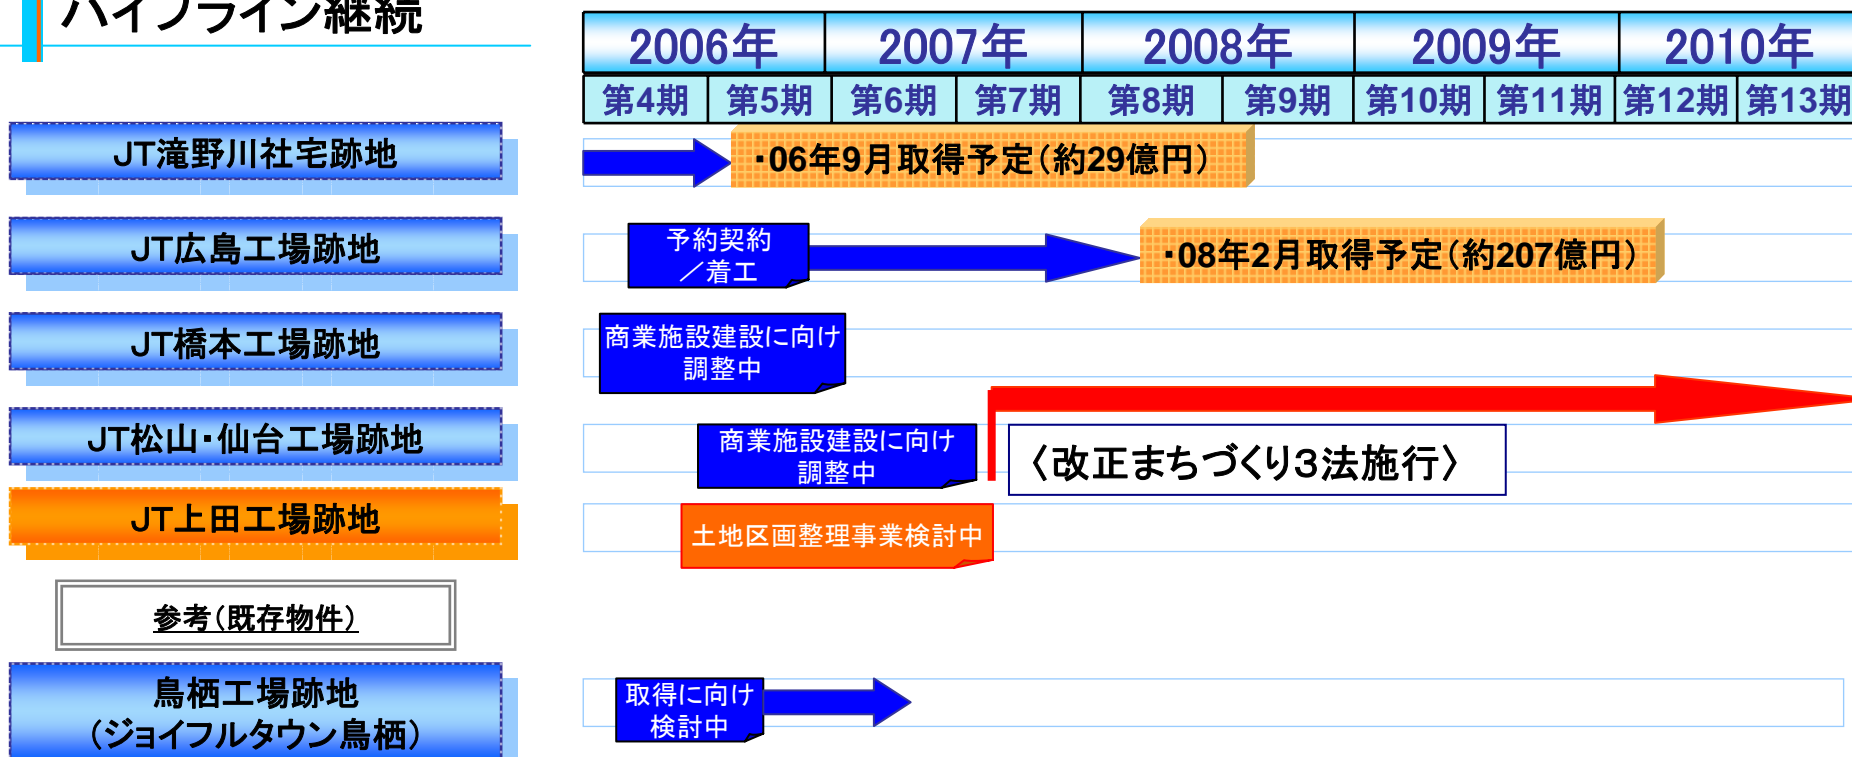 パイプライン継続
2006年 2007年 2008年 2009年 2010年
第4期 第5期 第6期 第7期 第8期 第9期 第10期 第11期 第12期 第13期
JT滝野川社宅跡地
・06年9月取得予定（約29億円）
JT広島工場跡地
予約契約
／着工
・08年2月取得予定（約207億円）
JT橋本工場跡地
商業施設建設に向け
調整中
JT松山・仙台工場跡地
商業施設建設に向け
調整中
〈改正まちづくり３法施行〉
JT上田工場跡地
土地区画整理事業検討中
参考（既存物件）
鳥栖工場跡地
（ジョイフルタウン鳥栖）
取得に向け
検討中